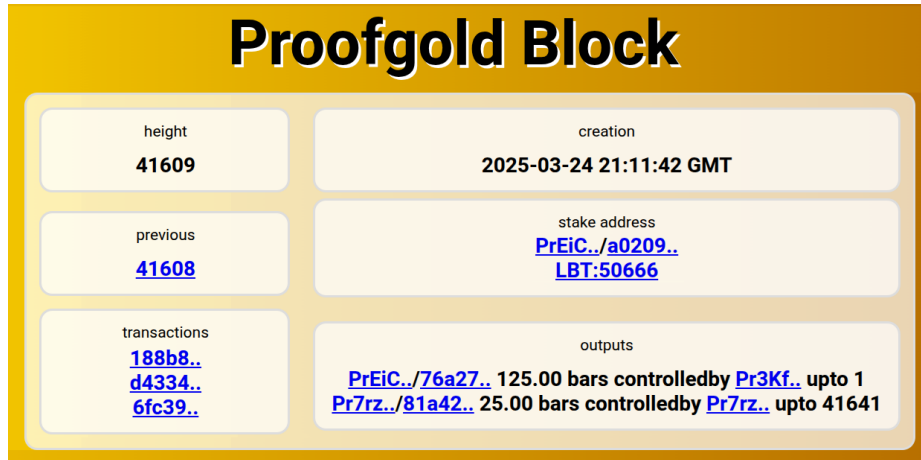 Proofgold Block
height
41609
creation
2025-03-24 21:11:42 GMT
previous
41608
stake address
PrEiC../a0209..
LBT:50666
transactions
188b8..
d4334..
6fc39..
outputs
PrEiC../76a27.. 125.00 bars controlledby Pr3Kf.. upto 1
Pr7rz../81a42.. 25.00 bars controlledby Pr7rz.. upto 41641